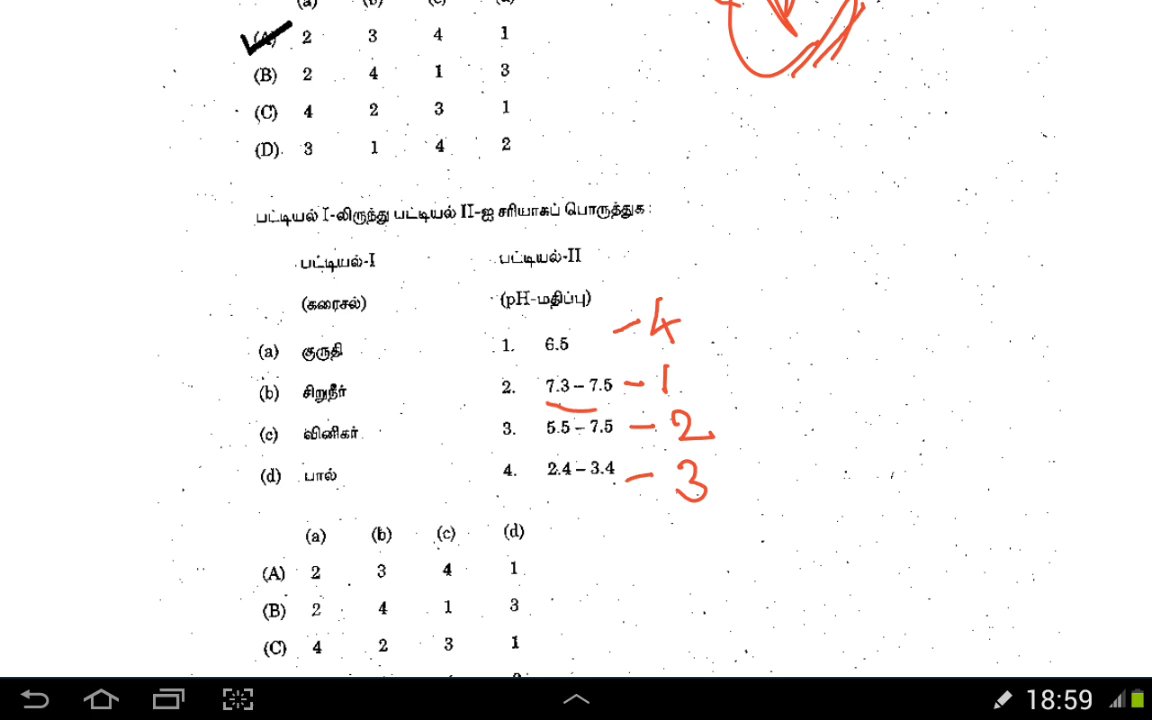 (a) (b) (c) (d)
(A) 2 3 4 1
(B) 2 4 1 3
(C) 4 2 3 1
(D). 3 1 4 2
பட்டியல் I-லிருந்து பட்டியல் II-ஐ சரியாகப் பொருத்துக :
பட்டியல்-I பட்டியல்-II
(கரைசல்) (pH-மதிப்பு)
(a) குருதி 1. 6.5 – 4
(b) சிறுநீர் 2. 7.3 – 7.5 – 1
(c) வினிகர் 3. 5.5 – 7.5 – 2
(d) பால் 4. 2.4 – 3.4 – 3
(a) (b) (c) (d)
(A) 2 3 4 1
(B) 2 4 1 3
(C) 4 2 3 1
18:59